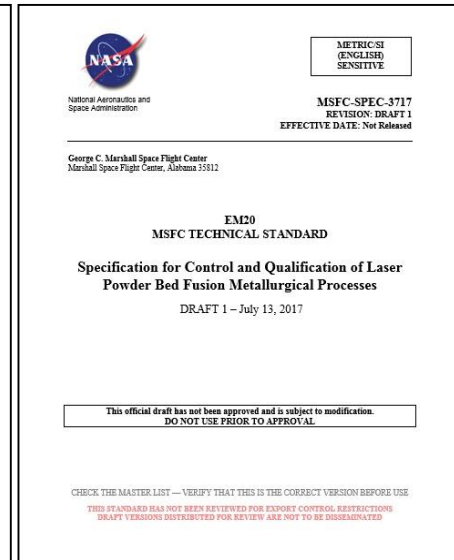 NASA
METRIC/SI
(ENGLISH)
SENSITIVE
National Aeronautics and
Space Administration
MSFC-SPEC-3717
REVISION: DRAFT 1
EFFECTIVE DATE: Not Released
George C. Marshall Space Flight Center
Marshall Space Flight Center, Alabama 35812
EM20
MSFC TECHNICAL STANDARD
Specification for Control and Qualification of Laser
Powder Bed Fusion Metallurgical Processes
DRAFT 1 – July 13, 2017
This official draft has not been approved and is subject to modification.
DO NOT USE PRIOR TO APPROVAL
CHECK THE MASTER LIST — VERIFY THAT THIS IS THE CORRECT VERSION BEFORE USE
THIS STANDARD HAS NOT BEEN REVIEWED FOR EXPORT CONTROL RESTRICTIONS
DRAFT VERSIONS DISTRIBUTED FOR REVIEW ARE NOT TO BE DISSEMINATED